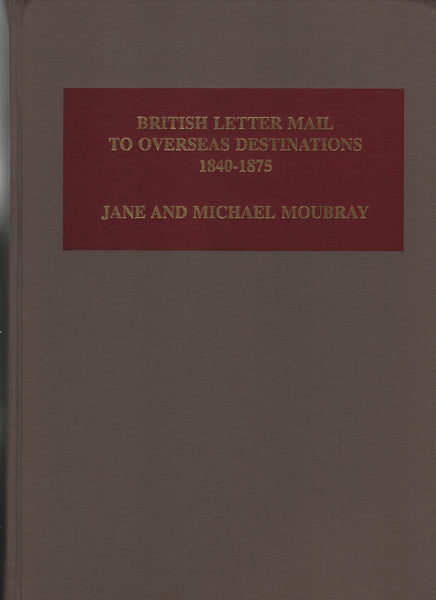 BRITISH LETTER MAIL
TO OVERSEAS DESTINATIONS
1840-1875
JANE AND MICHAEL MOUBRAY